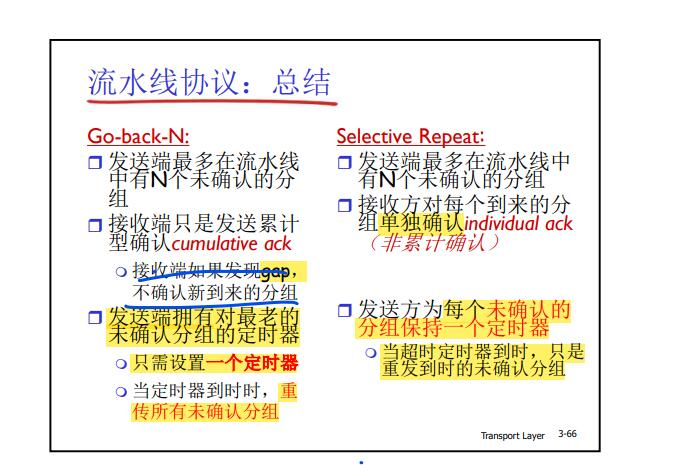 流水线协议：总结
Go-back-N:
发送端最多在流水线
中有N个未确认的分
组
接收端只是发送累计
型确认cumulative ack
接收端如果发现gap，
不确认新到来的分组
发送端拥有对最老的
未确认分组的定时器
只需设置一个定时器
当定时器到时时，重
传所有未确认分组
Selective Repeat:
发送端最多在流水线中
有N个未确认的分组
接收方对每个到来的分
组单独确认individual ack
（非累计确认）
发送方为每个未确认的
分组保持一个定时器
当超时定时器到时，只是
重发到时的未确认分组
Transport Layer 3-66